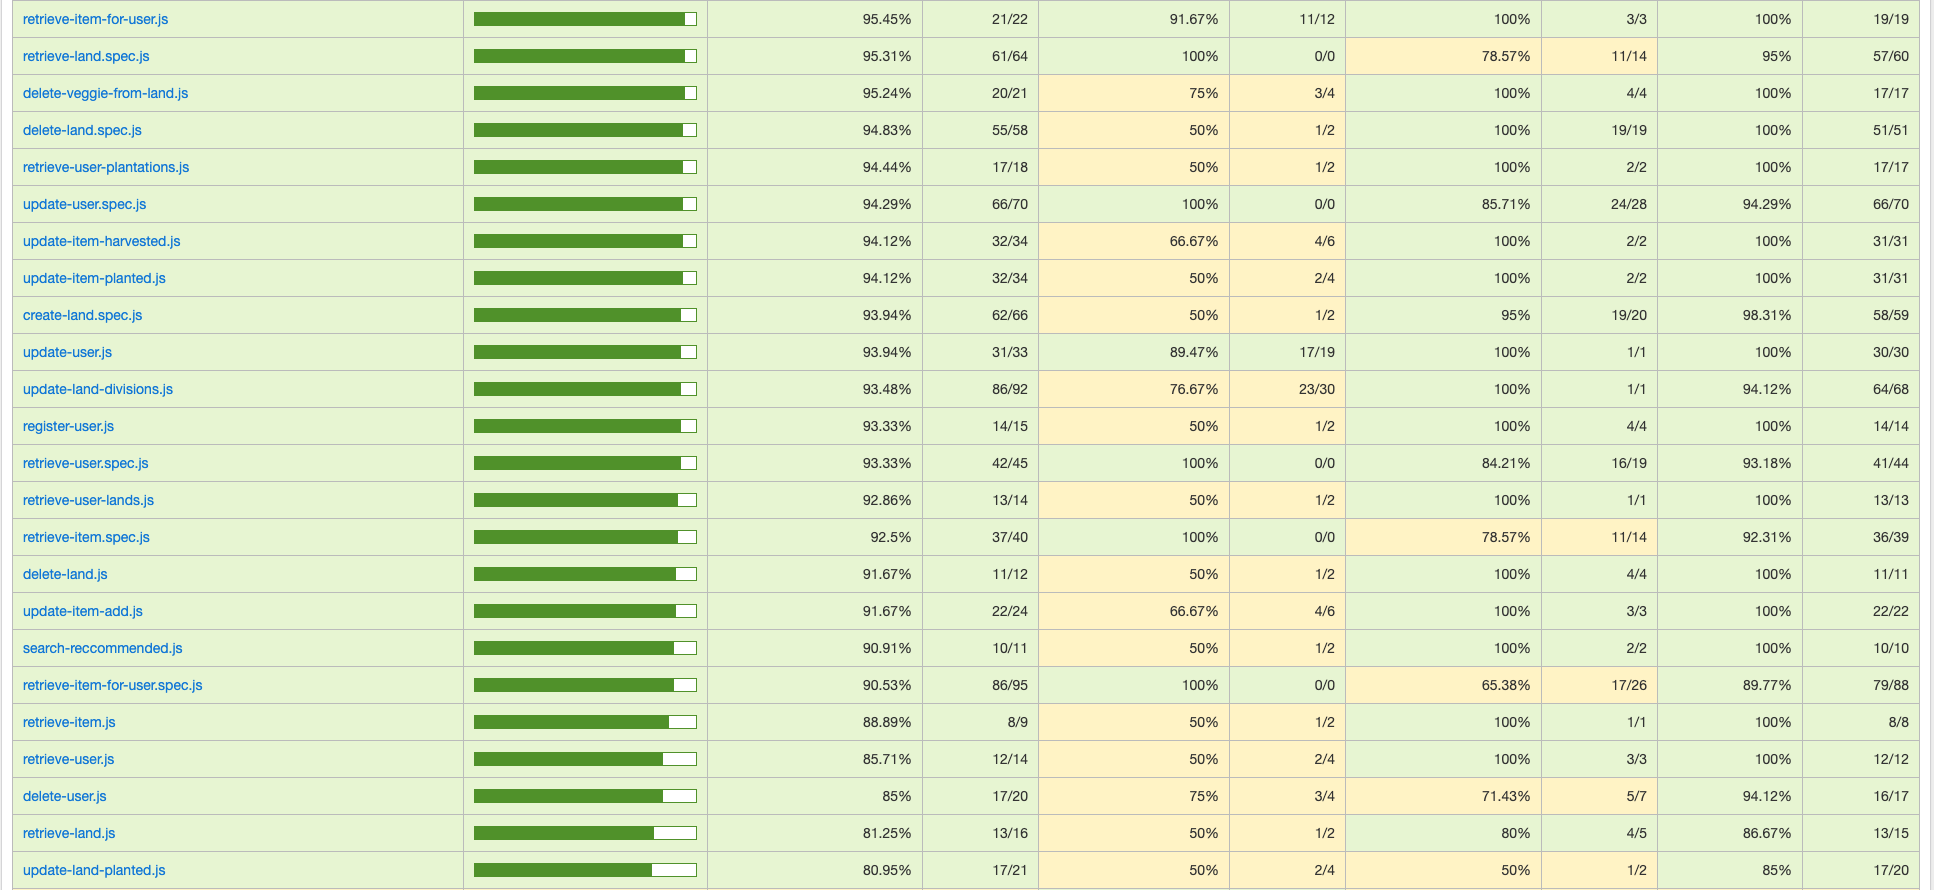 retrieve-item-for-user.js 95.45% 21/22 91.67% 11/12 100% 3/3 100% 19/19
retrieve-land.spec.js 95.31% 61/64 100% 0/0 78.57% 11/14 95% 57/60
delete-veggie-from-land.js 95.24% 20/21 75% 3/4 100% 4/4 100% 17/17
delete-land.spec.js 94.83% 55/58 50% 1/2 100% 19/19 100% 51/51
retrieve-user-plantations.js 94.44% 17/18 50% 1/2 100% 2/2 100% 17/17
update-user.spec.js 94.29% 66/70 100% 0/0 85.71% 24/28 94.29% 66/70
update-item-harvested.js 94.12% 32/34 66.67% 4/6 100% 2/2 100% 31/31
update-item-planted.js 94.12% 32/34 50% 2/4 100% 2/2 100% 31/31
create-land.spec.js 93.94% 62/66 50% 1/2 95% 19/20 98.31% 58/59
update-user.js 93.94% 31/33 89.47% 17/19 100% 1/1 100% 30/30
update-land-divisions.js 93.48% 86/92 76.67% 23/30 100% 1/1 94.12% 64/68
register-user.js 93.33% 14/15 50% 1/2 100% 4/4 100% 14/14
retrieve-user.spec.js 93.33% 42/45 100% 0/0 84.21% 16/19 93.18% 41/44
retrieve-user-lands.js 92.86% 13/14 50% 1/2 100% 1/1 100% 13/13
retrieve-item.spec.js 92.5% 37/40 100% 0/0 78.57% 11/14 92.31% 36/39
delete-land.js 91.67% 11/12 50% 1/2 100% 4/4 100% 11/11
update-item-add.js 91.67% 22/24 66.67% 4/6 100% 3/3 100% 22/22
search-reccommended.js 90.91% 10/11 50% 1/2 100% 2/2 100% 10/10
retrieve-item-for-user.spec.js 90.53% 86/95 100% 0/0 65.38% 17/26 89.77% 79/88
retrieve-item.js 88.89% 8/9 50% 1/2 100% 1/1 100% 8/8
retrieve-user.js 85.71% 12/14 50% 2/4 100% 3/3 100% 12/12
delete-user.js 85% 17/20 75% 3/4 71.43% 5/7 94.12% 16/17
retrieve-land.js 81.25% 13/16 50% 1/2 80% 4/5 86.67% 13/15
update-land-planted.js 80.95% 17/21 50% 2/4 50% 1/2 85% 17/20